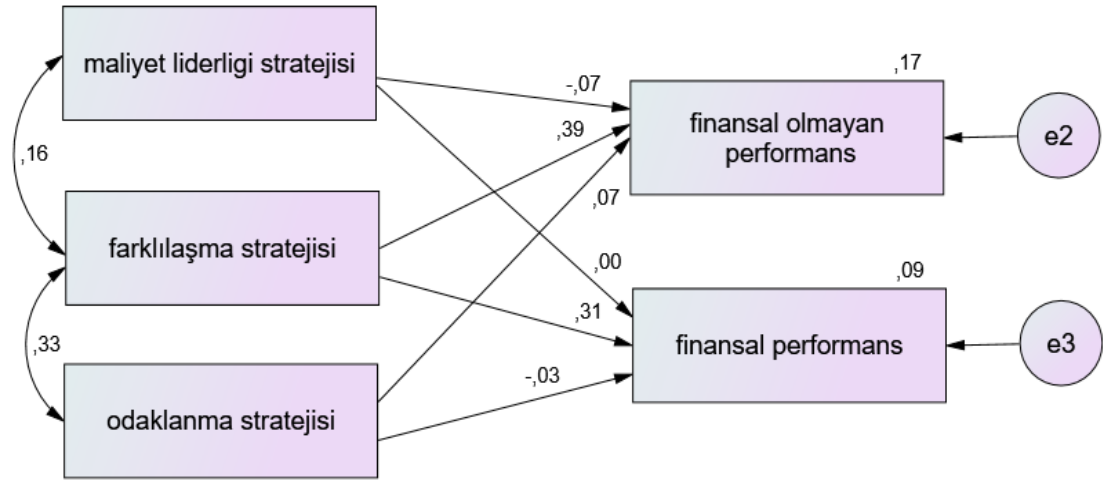 maliyet liderligi stratejisi
,17
-,07
finansal olmayan
performans
e2
,39
,16
,07
farklılaşma stratejisi
,00
,09
,31
finansal performans
e3
,33
-,03
odaklanma stratejisi